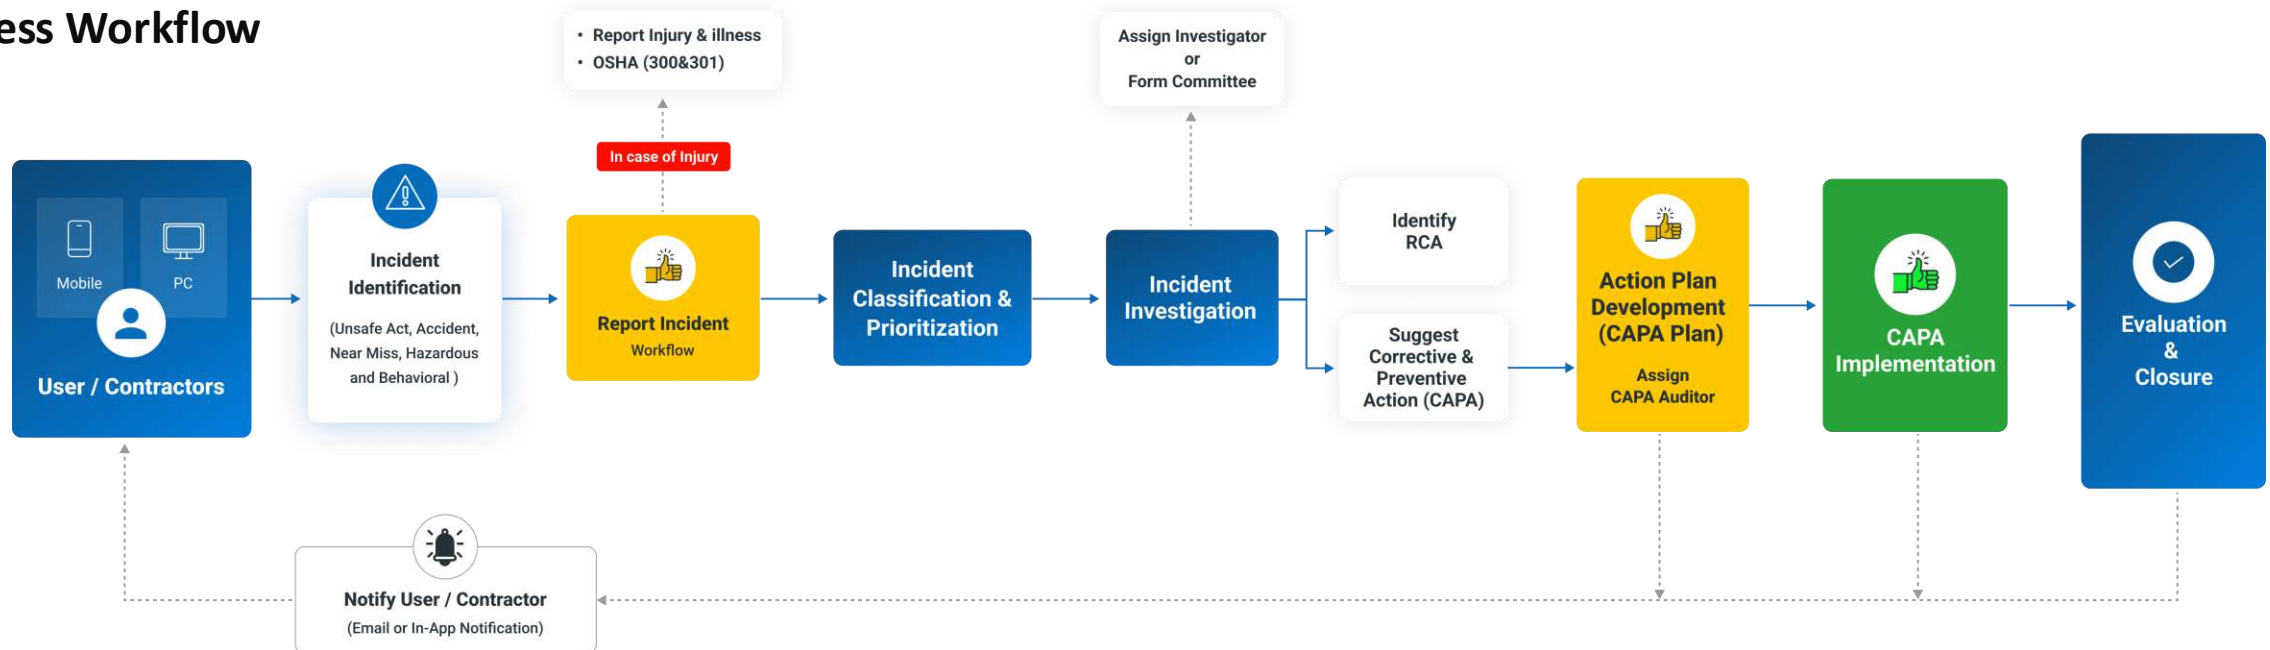 ess Workflow
• Report Injury & illness
• OSHA (300&301)
Assign Investigator
or
Form Committee
In case of Injury
Mobile
PC
User / Contractors
Incident
Identification
(Unsafe Act, Accident,
Near Miss, Hazardous
and Behavioral )
Report Incident
Workflow
Incident
Classification &
Prioritization
Incident
Investigation
Identify
RCA
Suggest
Corrective &
Preventive
Action (CAPA)
Action Plan
Development
(CAPA Plan)
Assign
CAPA Auditor
CAPA
Implementation
Evaluation
&
Closure
Notify User / Contractor
(Email or In-App Notification)